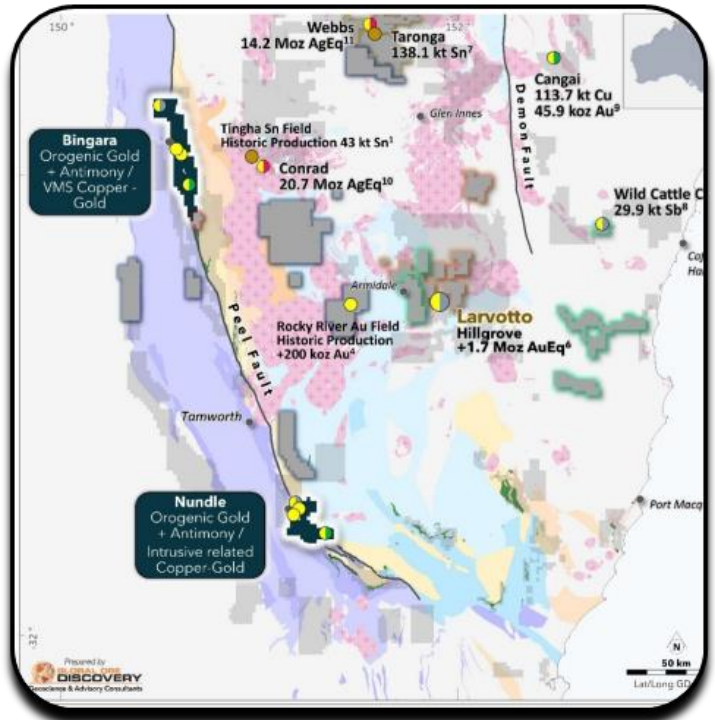 150°
152°
Webbs
14.2 Moz AgEq¹¹
Taronga
138.1 kt Sn⁷
Cangai
113.7 kt Cu
45.9 koz Au⁹
Demon Fault
Glen Innes
Bingara
Orogenic Gold
+ Antimony /
VMS Copper -
Gold
Tingha Sn Field
Historic Production 43 kt Sn¹
Conrad
20.7 Moz AgEq¹⁰
Wild Cattle C
29.9 kt Sb⁸
Armidale
Rocky River Au Field
Historic Production
+200 koz Au⁴
Larvotto
Hillgrove
+1.7 Moz AuEq⁶
Peel Fault
Tamworth
Nundle
Orogenic Gold
+ Antimony /
Intrusive related
Copper-Gold
Port Macq
-32°
N
50 km
Lat/Long GD
Prepared by
GLOBAL ORE
DISCOVERY
Geoscience & Advisory Consultants